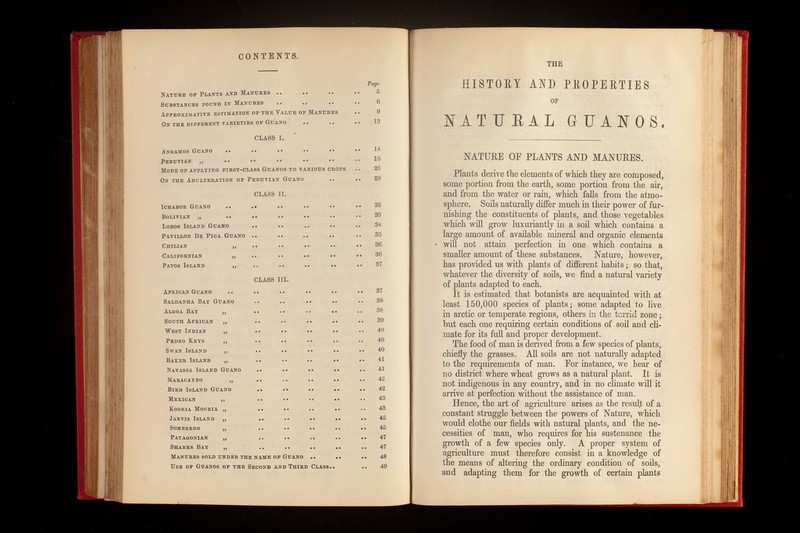 CONTENTS.
Page
NATURE OF PLANTS AND MANURES .. .. .. .. 5
SUBSTANCES FOUND IN MANURES .. .. .. .. 6
APPROXIMATIVE ESTIMATION OF THE VALUE OF MANURES .. 9
ON THE DIFFERENT VARIETIES OF GUANO .. .. .. 13
CLASS I.
ANGAMOS GUANO .. .. .. .. .. .. 14
PERUVIAN „ .. .. .. .. .. .. 16
MODE OF APPLYING FIRST-CLASS GUANOS TO VARIOUS CROPS .. 23
ON THE ADULTERATION OF PERUVIAN GUANO .. .. 29
CLASS II.
ICHABOE GUANO .. .. .. .. .. .. 32
BOLIVIAN „ .. .. .. .. .. .. 33
LOBOS ISLAND GUANO .. .. .. .. .. 34
PAVILLON DE PICA GUANO .. .. .. .. .. 35
CHILIAN „ .. .. .. .. .. 36
CALIFORNIAN „ .. .. .. .. .. 36
PATOS ISLAND „ .. .. .. .. .. 37
CLASS III.
AFRICAN GUANO .. .. .. .. .. .. 37
SALDANHA BAY GUANO .. .. .. .. .. 38
ALGOA BAY „ .. .. .. .. .. 38
SOUTH AFRICAN „ .. .. .. .. .. 39
WEST INDIAN „ .. .. .. .. .. 40
PEDRO KEYS „ .. .. .. .. .. 40
SWAN ISLAND „ .. .. .. .. .. 40
BAKER ISLAND „ .. .. .. .. .. 41
NAVASSA ISLAND GUANO .. .. .. .. .. 41
MARACAYBO „ .. .. .. .. .. 42
BIRD ISLAND GUANO .. .. .. .. .. 42
MEXICAN „ .. .. .. .. .. 43
KOORIA MOORIA „ .. .. .. .. .. 43
JARVIS ISLAND „ .. .. .. .. .. 45
SOMBRERO „ .. .. .. .. .. 45
PATAGONIAN „ .. .. .. .. .. 47
SHARKS BAY „ .. .. .. .. .. 47
MANURES SOLD UNDER THE NAME OF GUANO .. .. .. 48
USE OF GUANOS OF THE SECOND AND THIRD CLASS.. .. 49
THE
HISTORY AND PROPERTIES
OF
NATURAL GUANOS.
NATURE OF PLANTS AND MANURES.
Plants derive the elements of which they are composed,
some portion from the earth, some portion from the air,
and from the water or rain, which falls from the atmo-
sphere. Soils naturally differ much in their power of fur-
nishing the constituents of plants, and those vegetables
which will grow luxuriantly in a soil which contains a
large amount of available mineral and organic elements
will not attain perfection in one which contains a
smaller amount of these substances. Nature, however,
has provided us with plants of different habits; so that,
whatever the diversity of soils, we find a natural variety
of plants adapted to each.
It is estimated that botanists are acquainted with at
least 150,000 species of plants; some adapted to live
in arctic or temperate regions, others in the torrid zone;
but each one requiring certain conditions of soil and cli-
mate for its full and proper development.
The food of man is derived from a few species of plants,
chiefly the grasses. All soils are not naturally adapted
to the requirements of man. For instance, we hear of
no district where wheat grows as a natural plant. It is
not indigenous in any country, and in no climate will it
arrive at perfection without the assistance of man.
Hence, the art of agriculture arises as the result of a
constant struggle between the powers of Nature, which
would clothe our fields with natural plants, and the ne-
cessities of man, who requires for his sustenance the
growth of a few species only. A proper system of
agriculture must therefore consist in a knowledge of
the means of altering the ordinary condition of soils,
and adapting them for the growth of certain plants